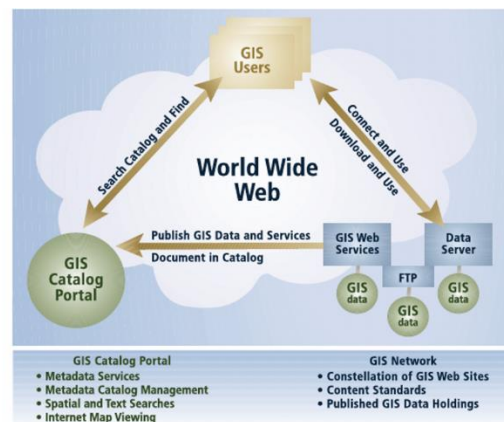 GIS
Users
Search Catalog and Find
Connect and Use
Download and Use
World Wide
Web
Publish GIS Data and Services
Document in Catalog
GIS
Catalog
Portal
GIS Web
Services
Data
Server
FTP
GIS
data
GIS
data
GIS
data
GIS Catalog Portal
• Metadata Services
• Metadata Catalog Management
• Spatial and Text Searches
• Internet Map Viewing
GIS Network
• Constellation of GIS Web Sites
• Content Standards
• Published GIS Data Holdings